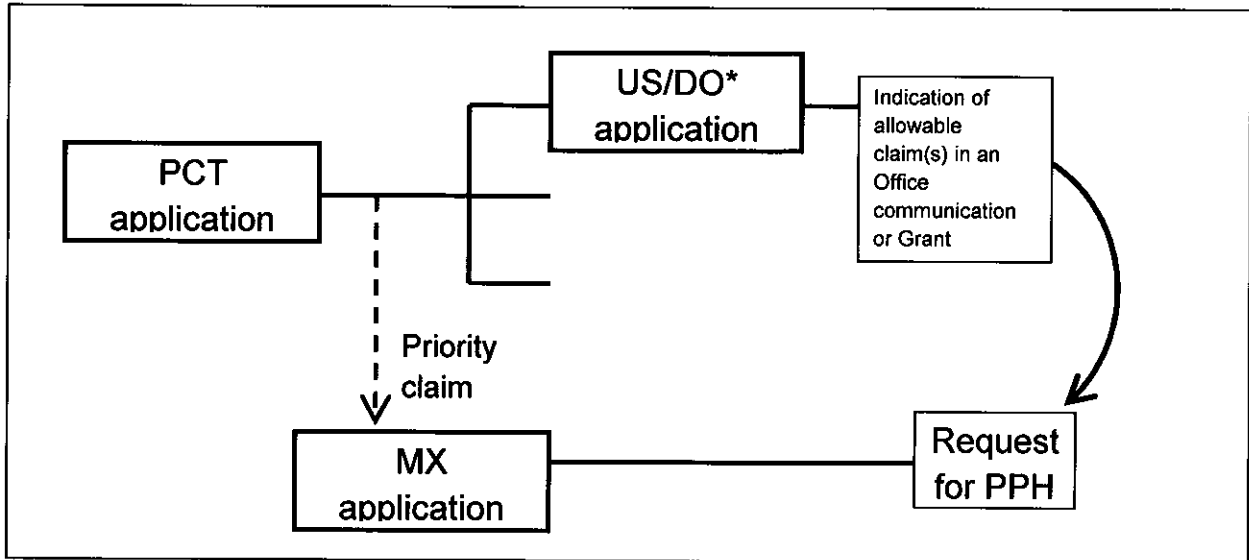 US/DO*
application
Indication of
allowable
claim(s) in an
Office
communication
or Grant
PCT
application
Priority
claim
MX
application
Request
for PPH